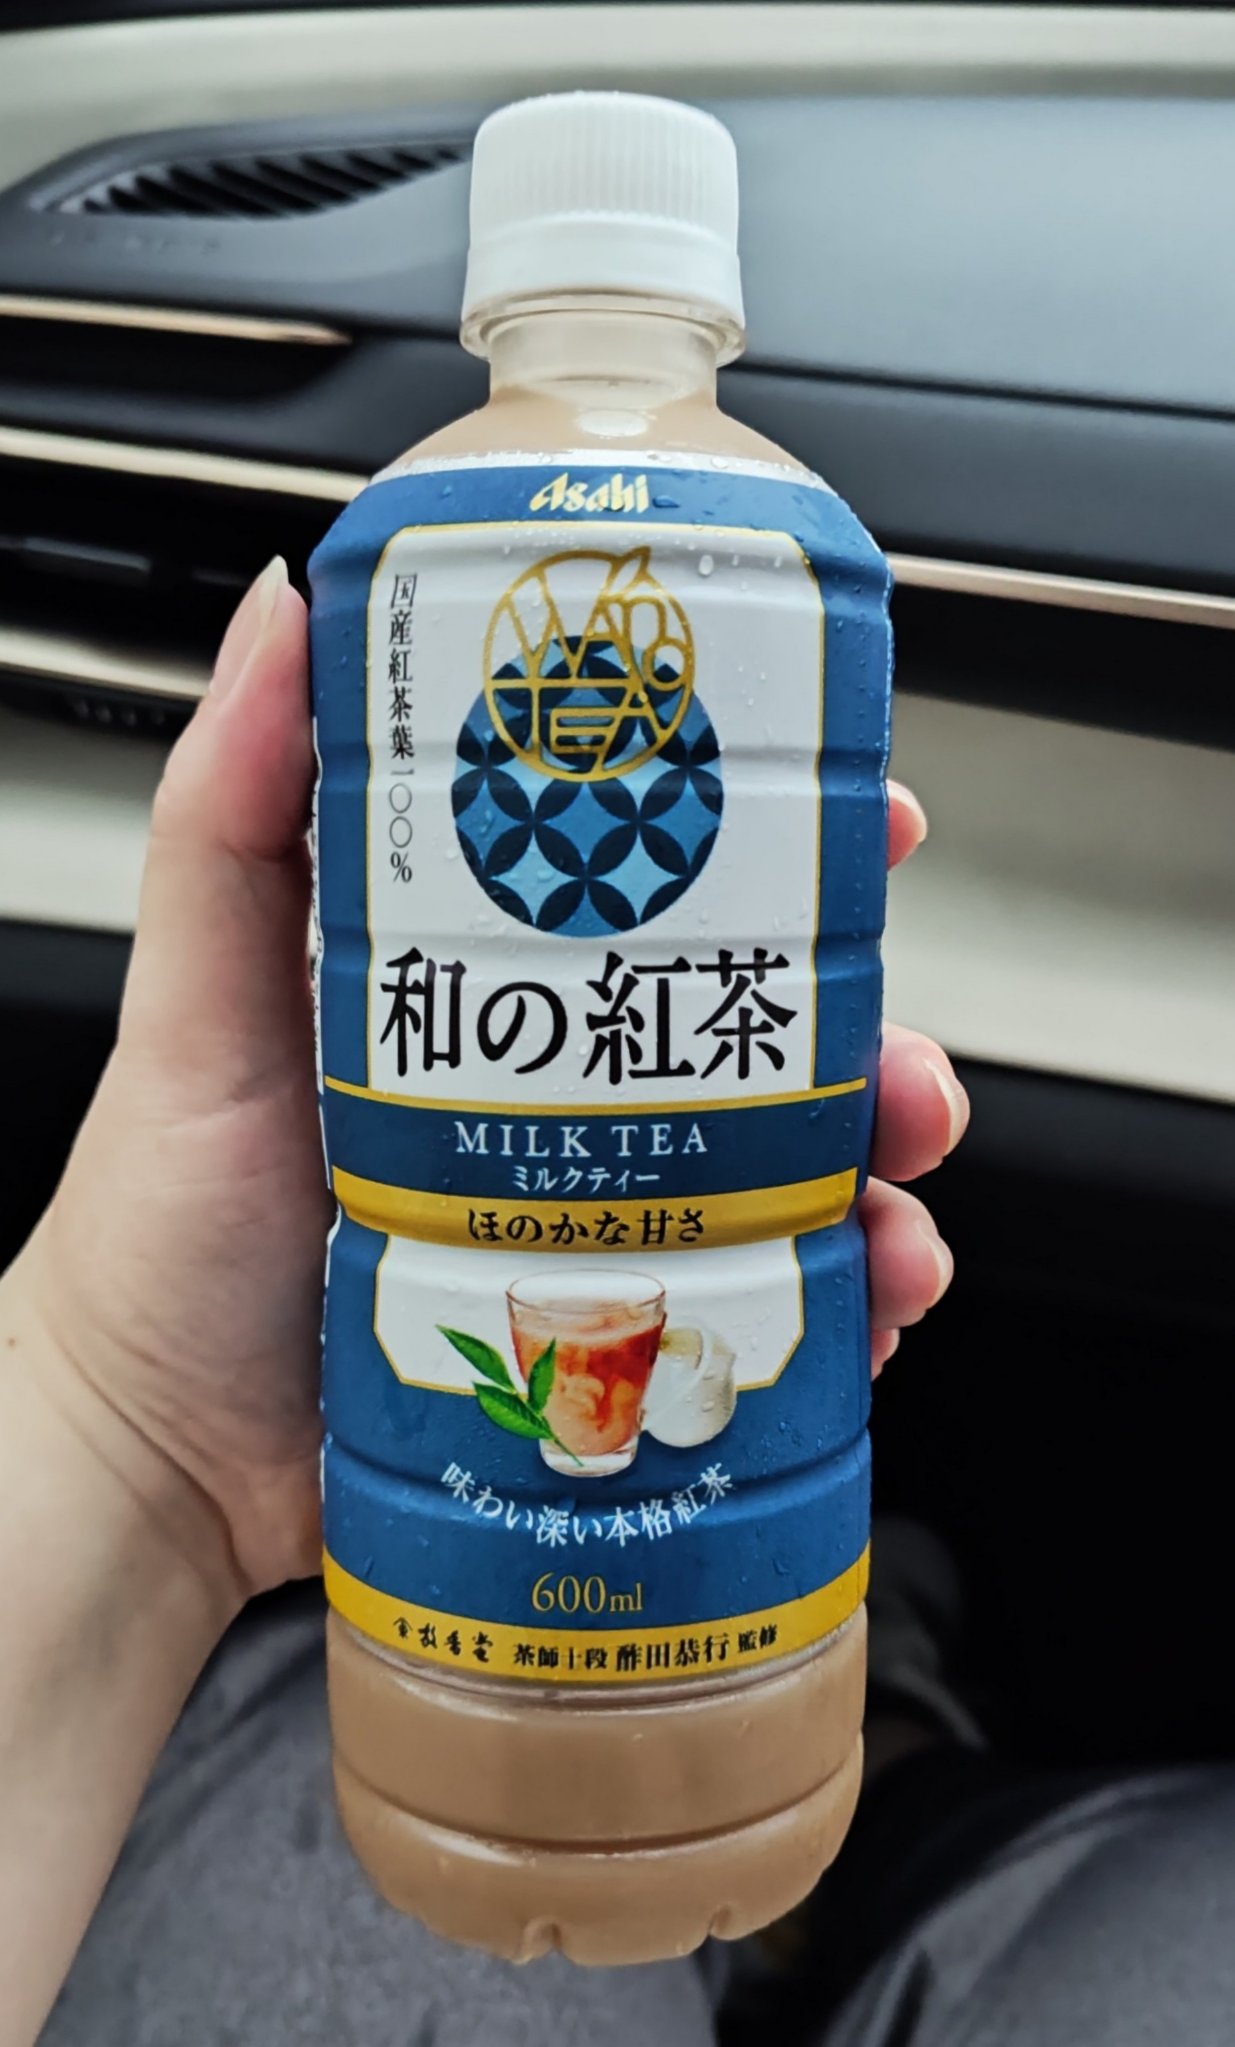 Asahi
WAno
TEA
国産紅茶葉一〇〇%
和の紅茶
MILK TEA
ミルクティー
ほのかな甘さ
味わい深い本格紅茶
600ml
茶師十段 酢田恭行 監修